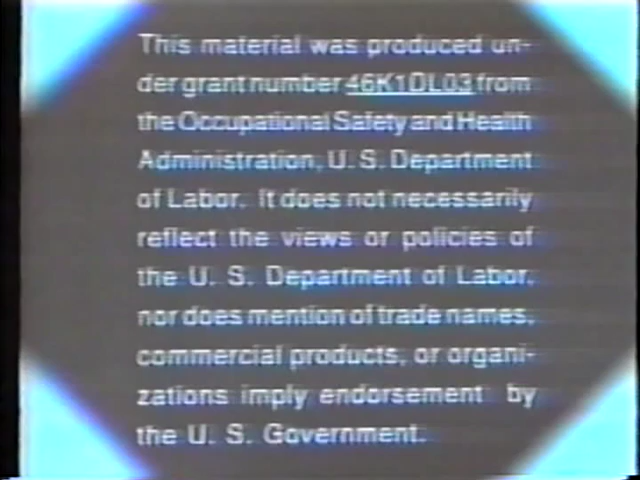 This material was produced un-
der grant number 46K1DL03 from
the Occupational Safety and Health
Administration, U. S. Department
of Labor. It does not necessarily
reflect the views or policies of
the U. S. Department of Labor,
nor does mention of trade names,
commercial products, or organi-
zations imply endorsement by
the U. S. Government.